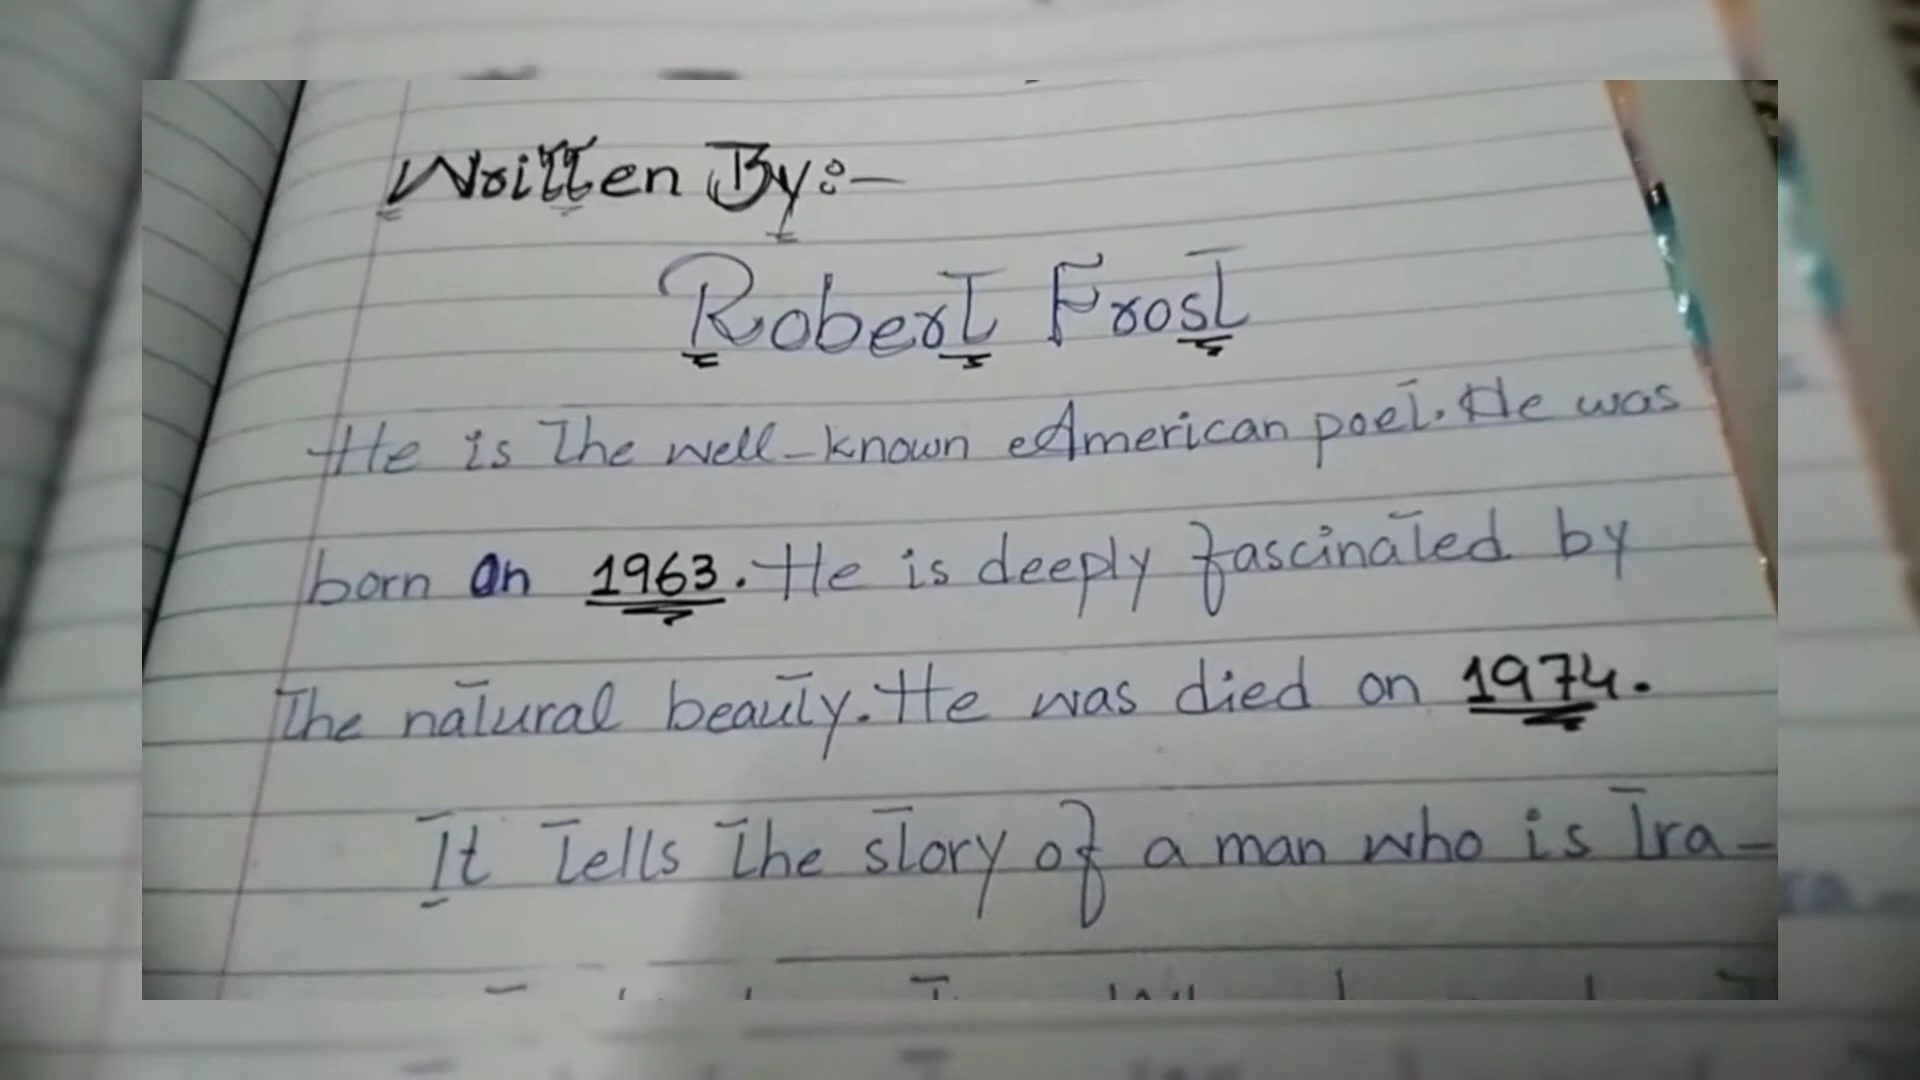 Written By:-
Robert Frost
He is the well-known American poet. He was
born On 1963. He is deeply fascinated by
the natural beauty. He was died on 1974.
It tells the story of a man who is tra-